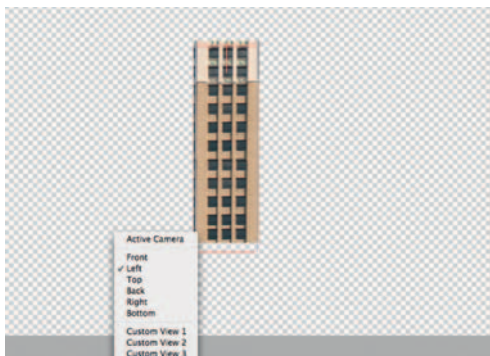 Active Camera
Front
✓ Left
Top
Back
Right
Bottom
Custom View 1
Custom View 2
Custom View 3